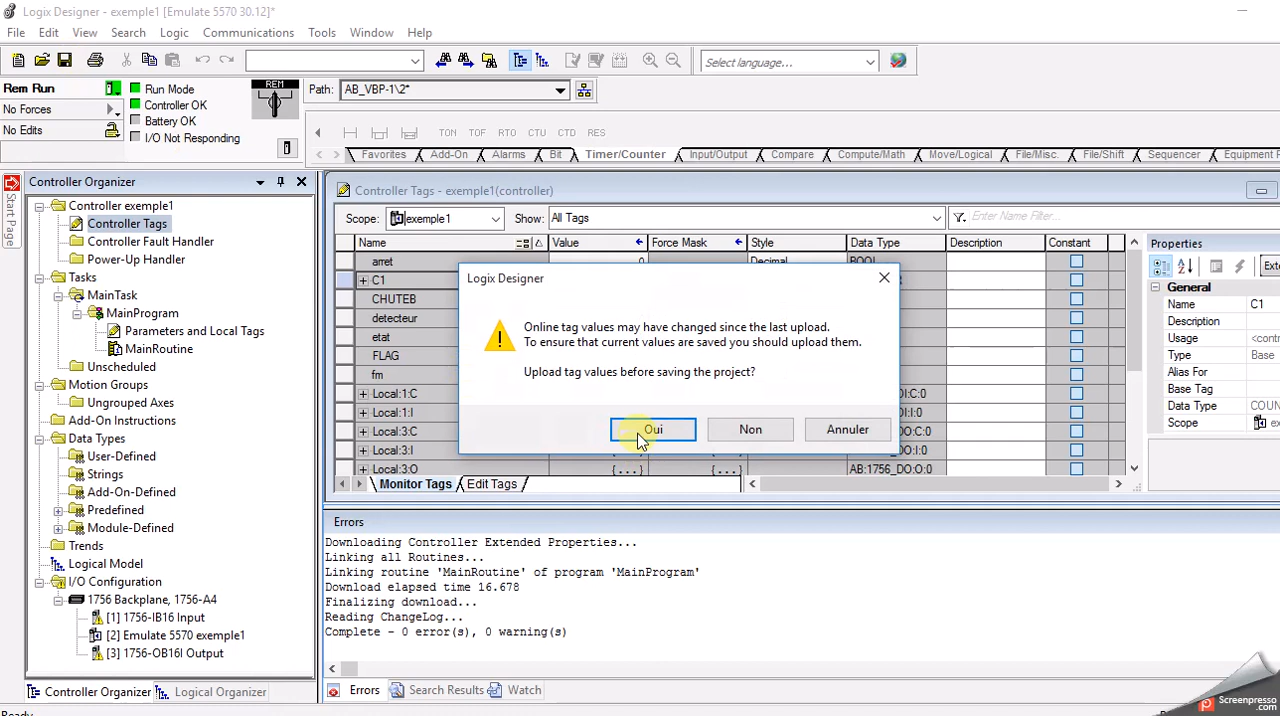 Logix Designer - exemple1 [Emulate 5570 30.12]*
File Edit View Search Logic Communications Tools Window Help
Select language...
Rem Run
Run Mode
REM
Path: AB_VBP-1\2*
No Forces
Controller OK
No Edits
Battery OK
I/O Not Responding
TON TOF RTO CTU CTD RES
Favorites Add-On Alarms Bit Timer/Counter Input/Output Compare Compute/Math Move/Logical File/Misc. File/Shift Sequencer Equipment
Start Page
Controller Organizer
Controller exemple1
Controller Tags
Controller Fault Handler
Power-Up Handler
Tasks
MainTask
MainProgram
Parameters and Local Tags
MainRoutine
Unscheduled
Motion Groups
Ungrouped Axes
Add-On Instructions
Data Types
User-Defined
Strings
Add-On-Defined
Predefined
Module-Defined
Trends
Logical Model
I/O Configuration
1756 Backplane, 1756-A4
[1] 1756-IB16 Input
[2] Emulate 5570 exemple1
[3] 1756-OB16I Output
Controller Organizer Logical Organizer
Controller Tags - exemple1(controller)
Scope: exemple1 Show: All Tags Enter Name Filter...
Name Value Force Mask Style Data Type Description Constant
arret 0 Decimal BOOL
C1
CHUTEB
detecteur
etat
FLAG
fm
Local:1:C
Local:1:I
Local:3:C
Local:3:I
Local:3:O {...} {...} AB:1756_DO:O:0
Monitor Tags Edit Tags
Properties
General
Name C1
Description
Usage
Type Base
Alias For
Base Tag
Data Type
Constant
Scope
Logix Designer
Online tag values may have changed since the last upload.
To ensure that current values are saved you should upload them.
Upload tag values before saving the project?
Oui Non Annuler
Errors
Downloading Controller Extended Properties...
Linking all Routines...
Linking routine 'MainRoutine' of program 'MainProgram'
Download elapsed time 16.678
Finalizing download...
Reading ChangeLog...
Complete - 0 error(s), 0 warning(s)
Errors Search Results Watch
Screenpresso
.com